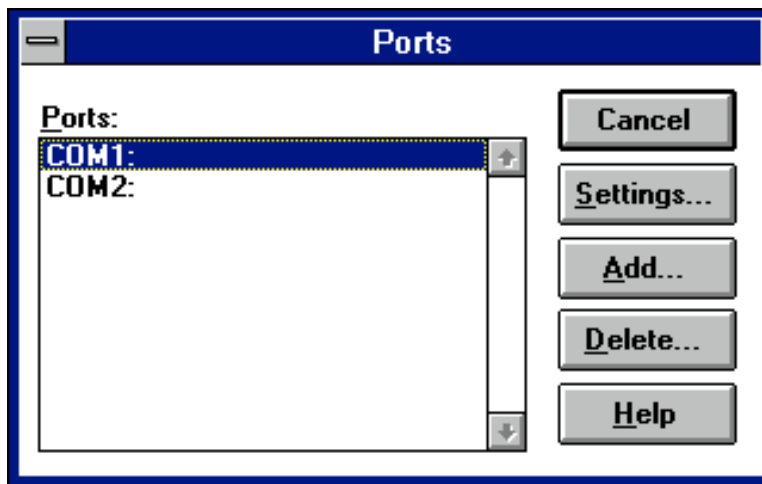 Ports
Ports:
COM1:
COM2:
Cancel
Settings...
Add...
Delete...
Help